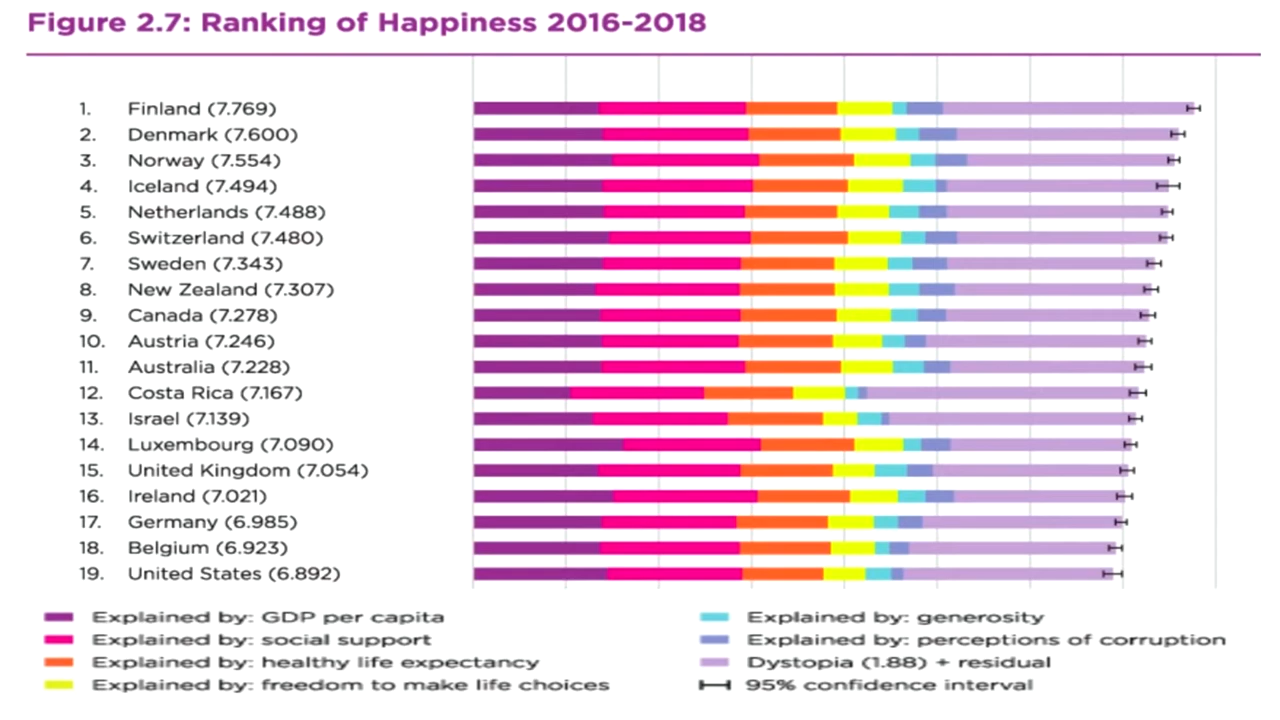 Figure 2.7: Ranking of Happiness 2016-2018
1. Finland (7.769)
2. Denmark (7.600)
3. Norway (7.554)
4. Iceland (7.494)
5. Netherlands (7.488)
6. Switzerland (7.480)
7. Sweden (7.343)
8. New Zealand (7.307)
9. Canada (7.278)
10. Austria (7.246)
11. Australia (7.228)
12. Costa Rica (7.167)
13. Israel (7.139)
14. Luxembourg (7.090)
15. United Kingdom (7.054)
16. Ireland (7.021)
17. Germany (6.985)
18. Belgium (6.923)
19. United States (6.892)
Explained by: GDP per capita
Explained by: social support
Explained by: healthy life expectancy
Explained by: freedom to make life choices
Explained by: generosity
Explained by: perceptions of corruption
Dystopia (1.88) + residual
95% confidence interval